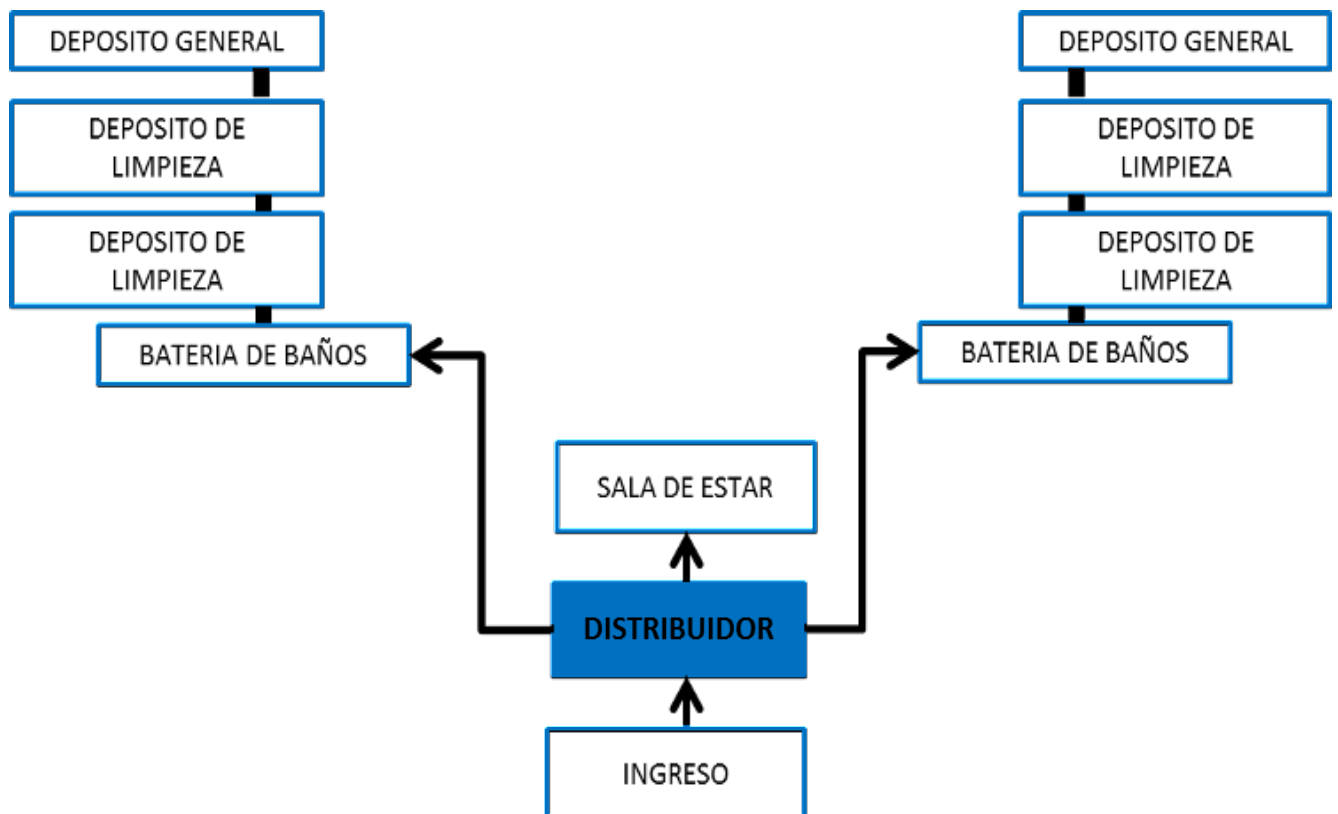 DEPOSITO GENERAL
DEPOSITO DE
LIMPIEZA
DEPOSITO DE
LIMPIEZA
BATERIA DE BAÑOS
DEPOSITO GENERAL
DEPOSITO DE
LIMPIEZA
DEPOSITO DE
LIMPIEZA
BATERIA DE BAÑOS
SALA DE ESTAR
DISTRIBUIDOR
INGRESO